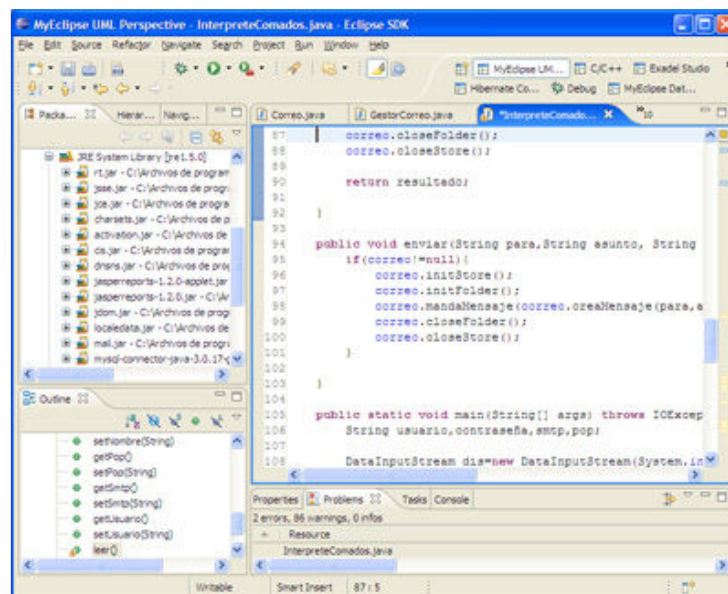 MyEclipse UML Perspective - InterpreteComados.java - Eclipse SDK
File Edit Source Refactor Navigate Search Project Run Window Help
MyEclipse UM... C/C++ Exadel Studio
Hibernate Co... Debug MyEclipse Dat...
Packa... Hierar... Navig...
Correo.java GestorCorreo.java *InterpreteComado... 10
JRE System Library [jre1.5.0]
rt.jar - C:\Archivos de program
jsse.jar - C:\Archivos de progra
jce.jar - C:\Archivos de progra
charsets.jar - C:\Archivos de p
activation.jar - C:\Archivos de
cls.jar - C:\Archivos de program
dnsns.jar - C:\Archivos de prog
jasperreports-1.2.0-applet.jar
jasperreports-1.2.0.jar - C:\Ar
jdom.jar - C:\Archivos de progr
localedata.jar - C:\Archivos de
mail.jar - C:\Archivos de progr
mysql-connector-java-3.0.17-g
87 correo.closeFolder();
88 correo.closeStore();
89
90 return resultado;
91
92 }
93
94 public void enviar(String para,String asunto, String
95 if(correo!=null){
96 correo.initStore();
97 correo.initFolder();
98 correo.mandaMensaje(correo.creaMensaje(para,a
99 correo.closeFolder();
100 correo.closeStore();
101 }
102
103 }
104
105 public static void main(String[] args) throws IOExcep
106 String usuario,contraseña,smtp,pop;
107
108 DataInputStream dis=new DataInputStream(System.in
Outline
setNombre(String)
getPop()
setPop(String)
getSmtp()
setSmtp(String)
getUsuario()
setUsuario(String)
leer()
Properties Problems Tasks Console
2 errors, 86 warnings, 0 infos
Resource
InterpreteComados.java
Writable Smart Insert 87 : 5